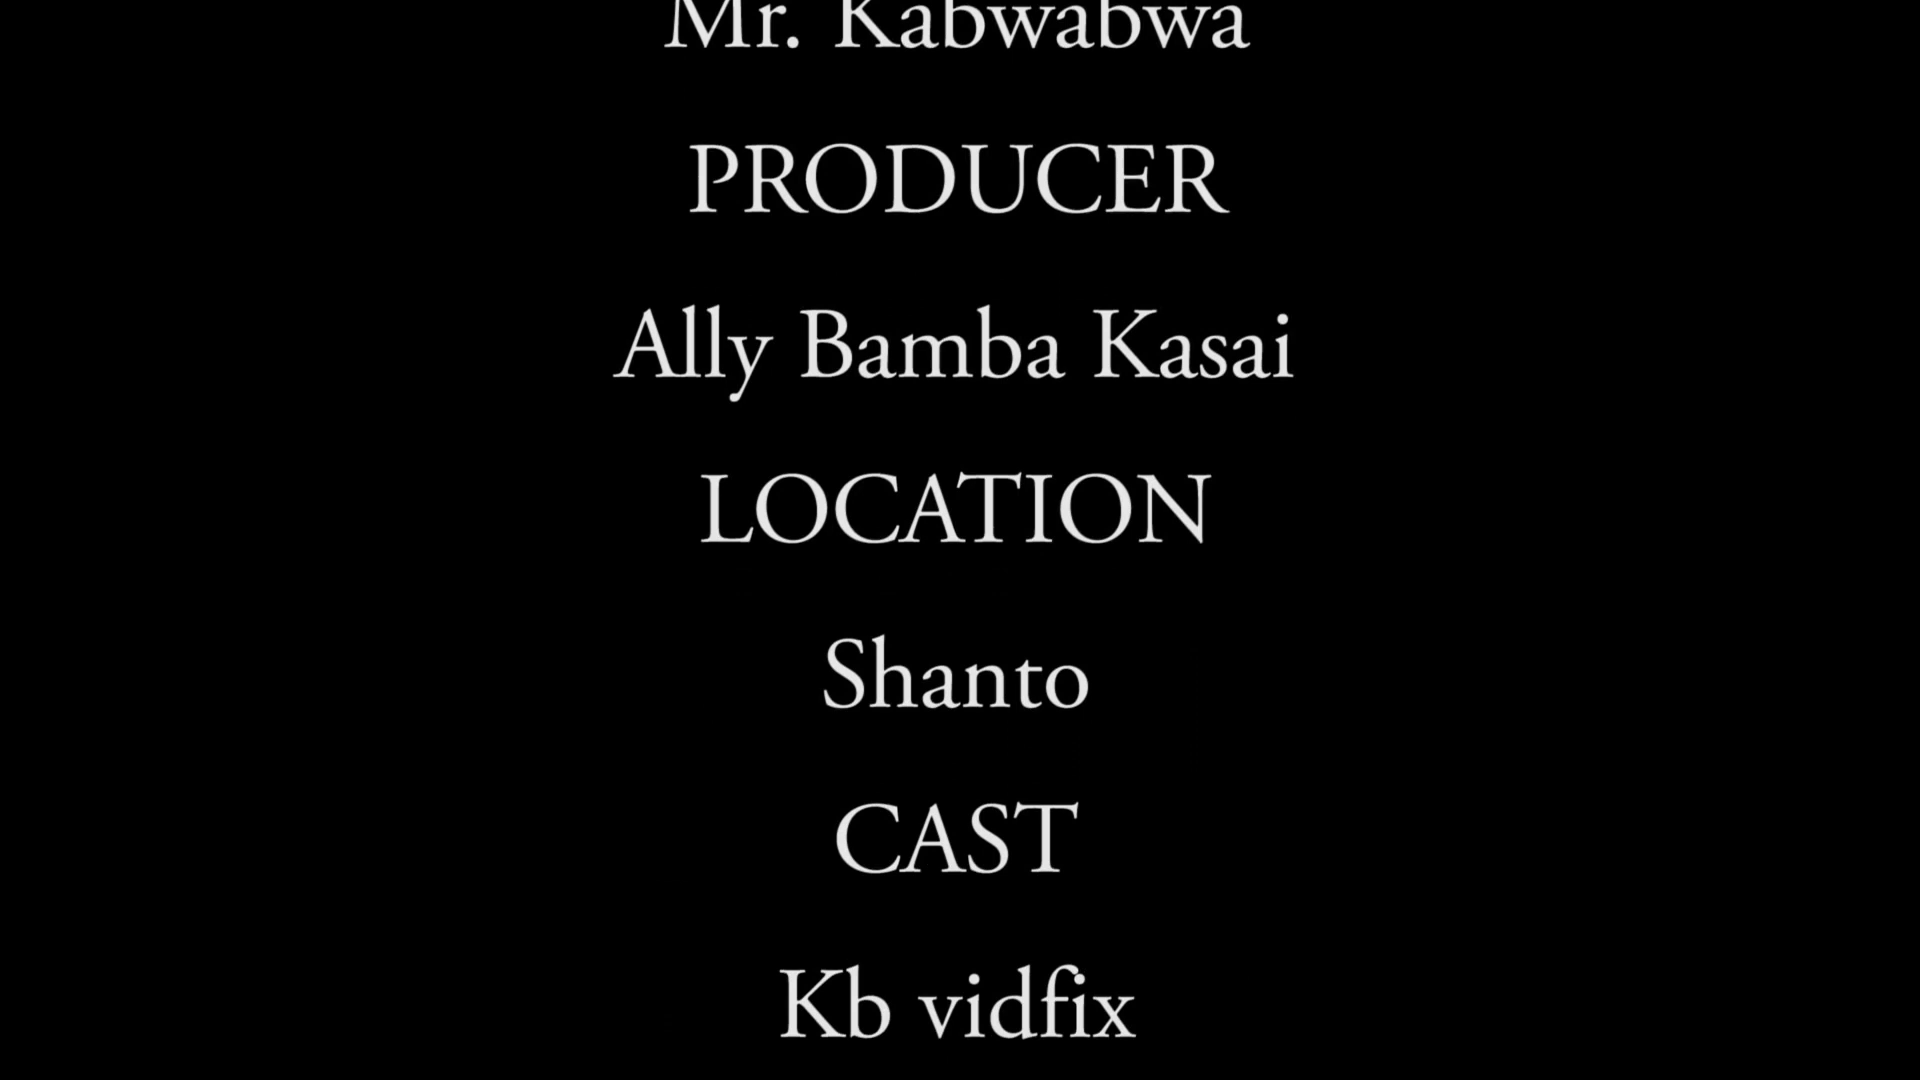 Mr. Kabwabwa
PRODUCER
Ally Bamba Kasai
LOCATION
Shanto
CAST
Kb vidfix